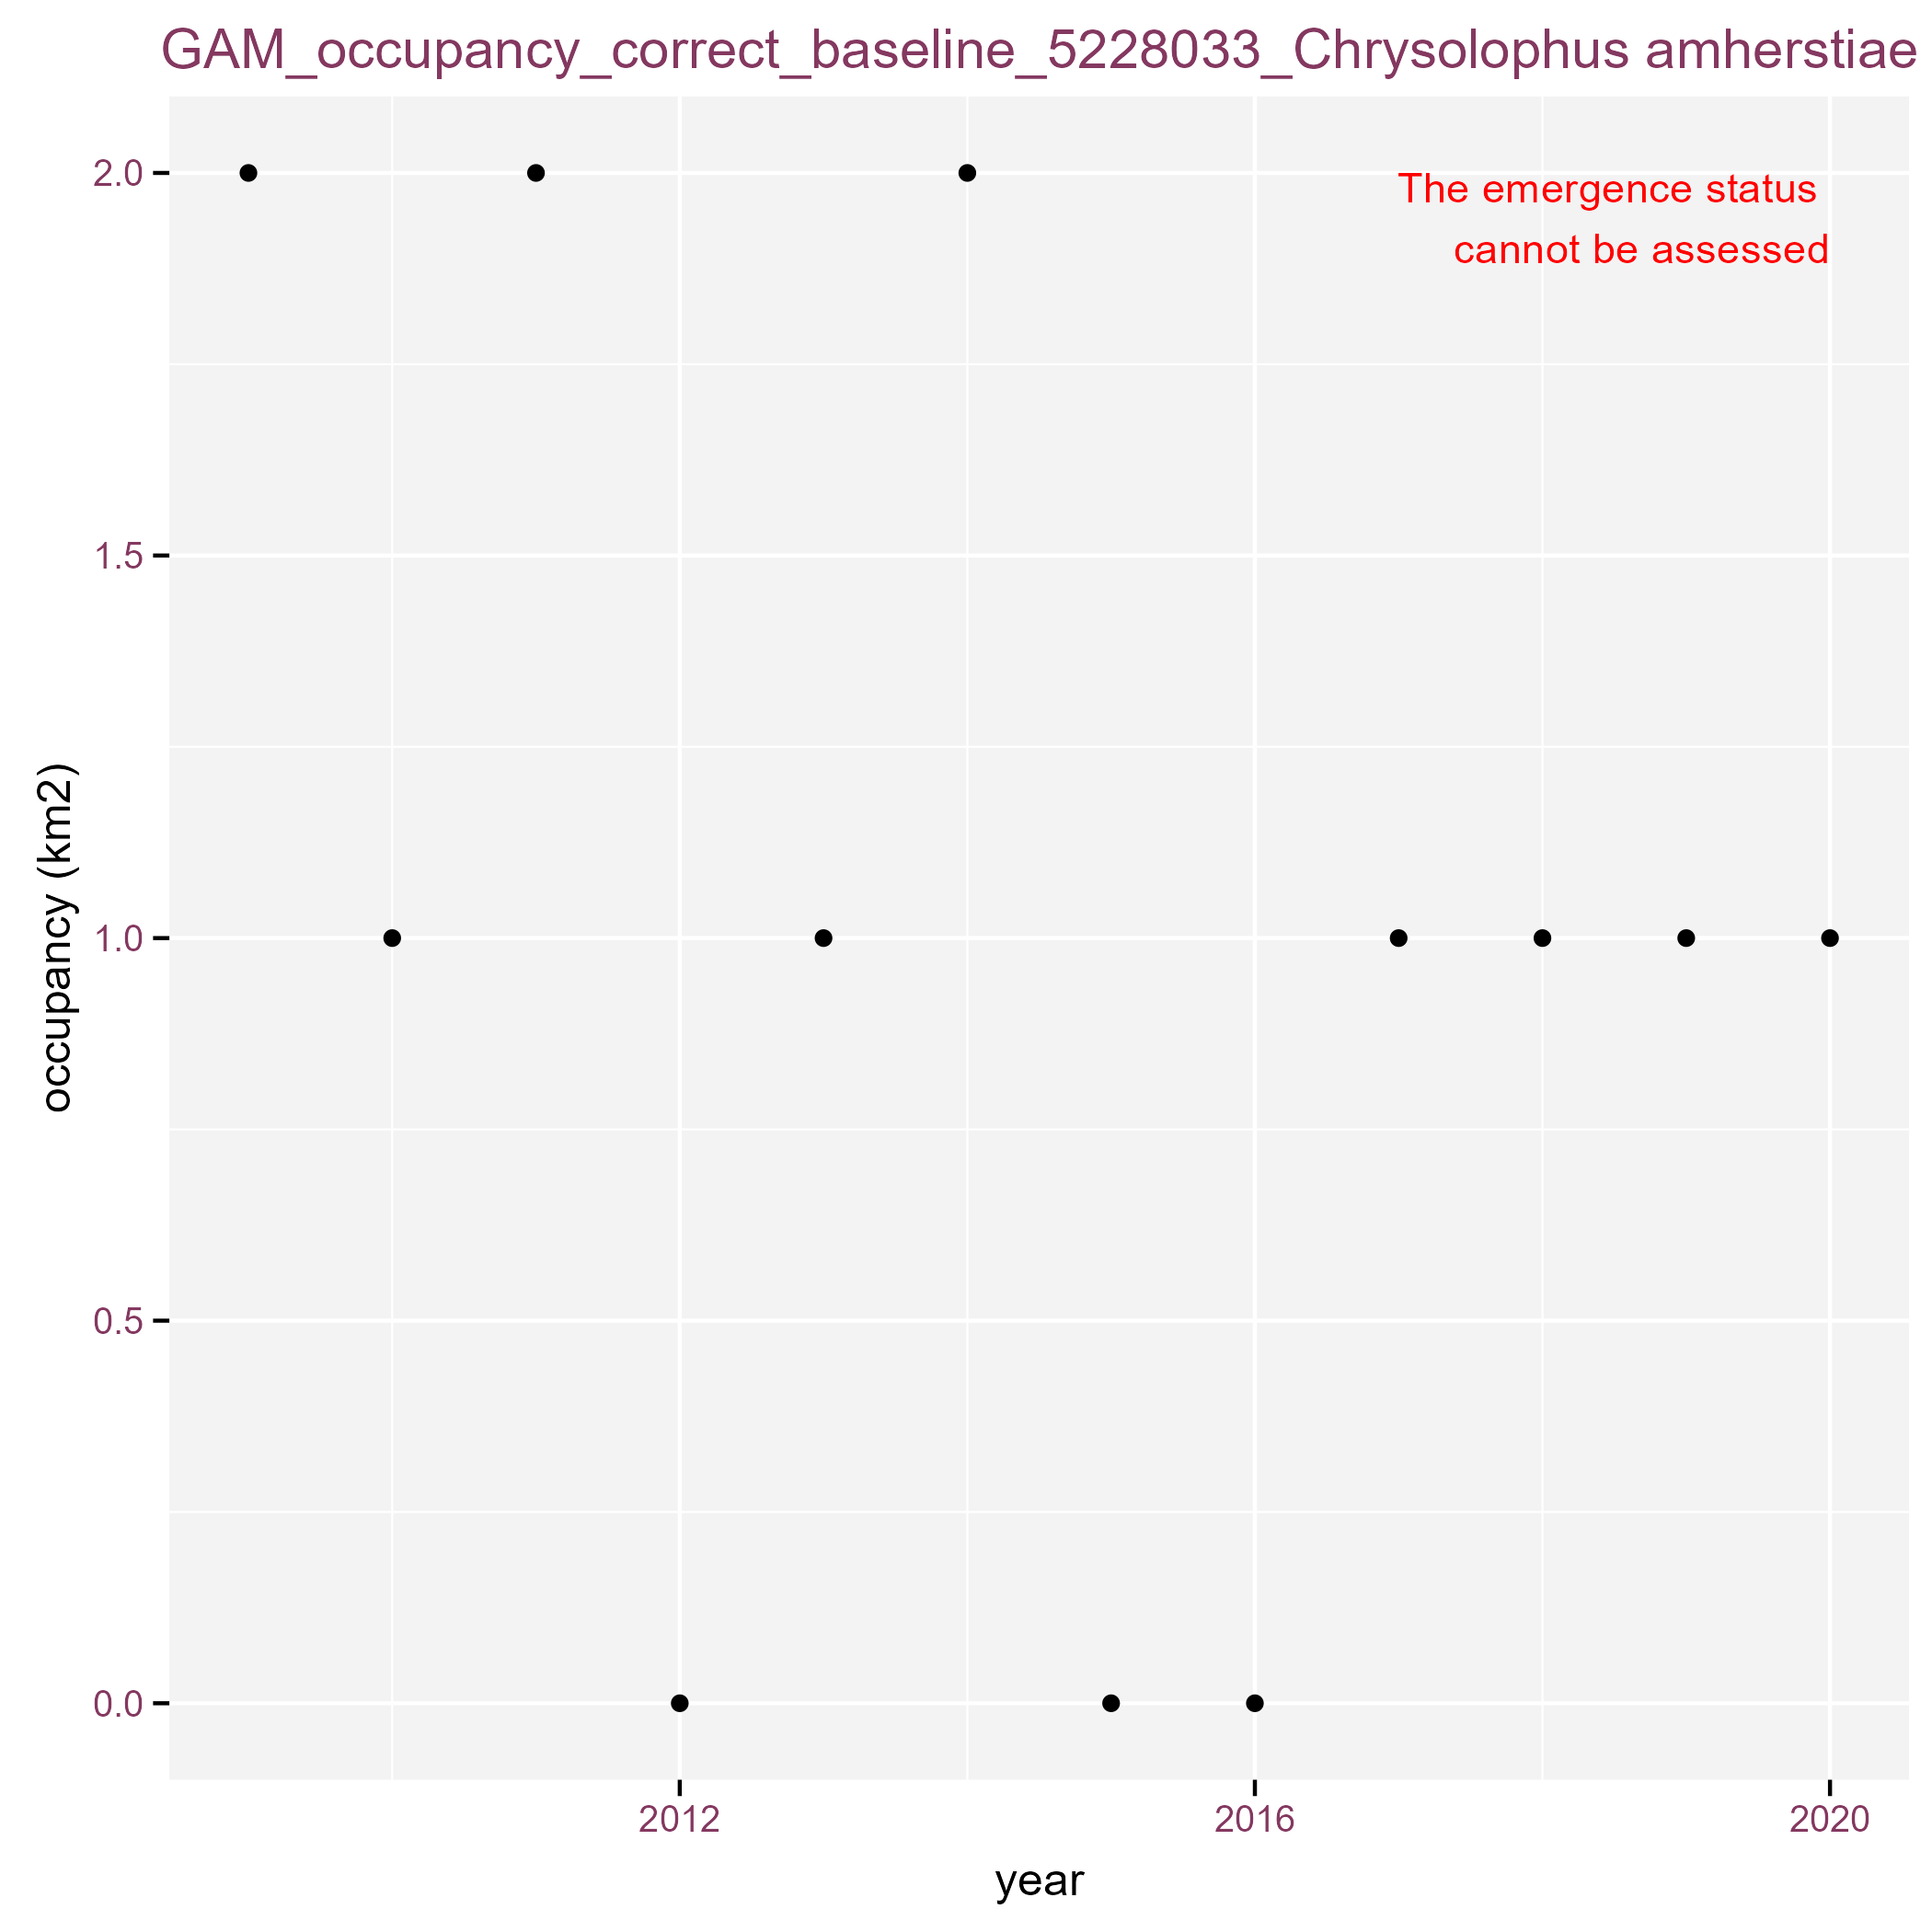 GAM_occupancy_correct_baseline_5228033_Chrysolophus amherstiae
2.0
The emergence status
cannot be assessed
1.5
occupancy (km2)
1.0
0.5
0.0
2012 2016 2020
year